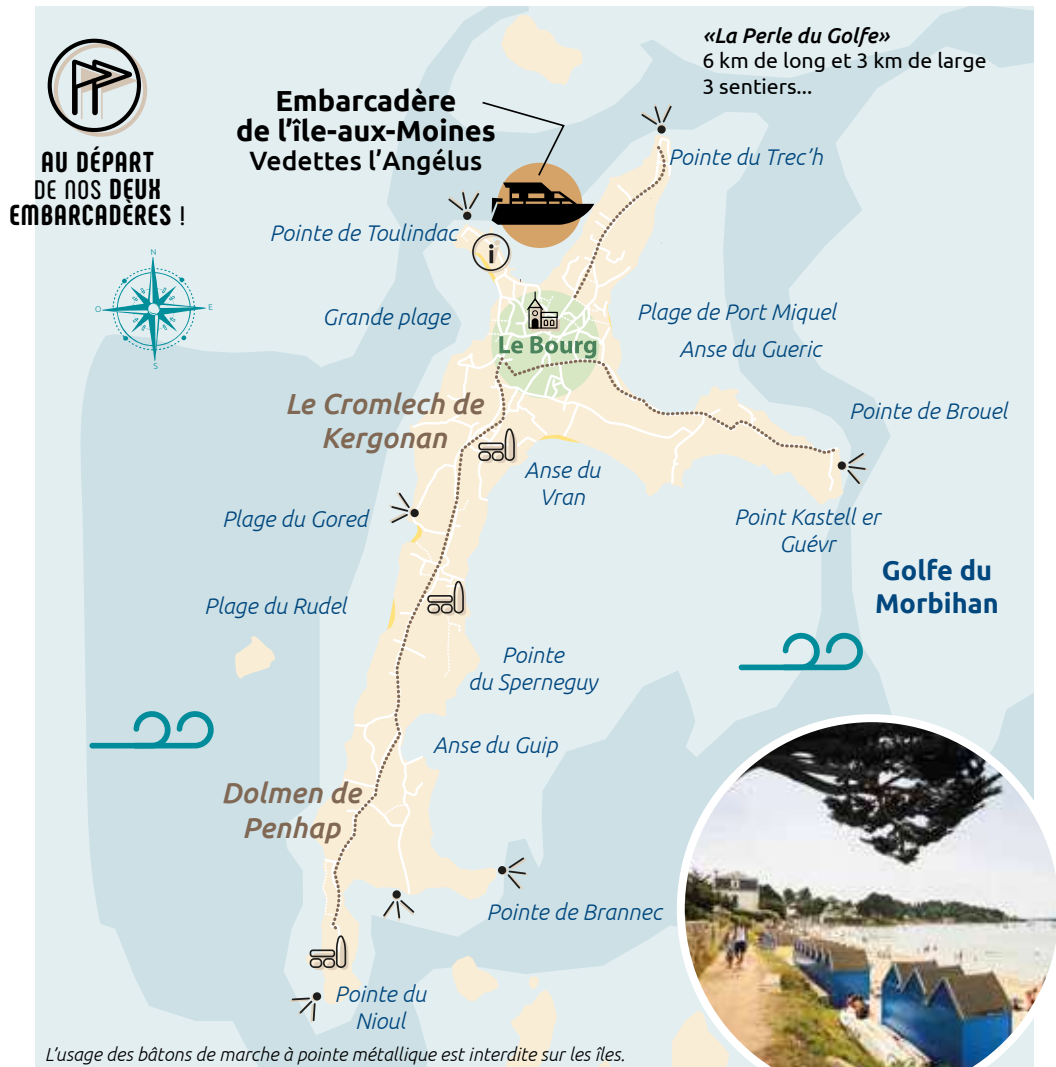 «La Perle du Golfe»
6 km de long et 3 km de large
3 sentiers...
AU DÉPART
DE NOS DEUX
EMBARCADÈRES !
Embarcadère
de l'île-aux-Moines
Vedettes l'Angélus
Pointe du Trec'h
Pointe de Toulindac
i
N
O
E
S
Grande plage
Plage de Port Miquel
Le Bourg
Anse du Gueric
Le Cromlech de
Kergonan
Pointe de Brouel
Anse du
Vran
Plage du Gored
Point Kastell er
Guévr
Golfe du
Morbihan
Plage du Rudel
Pointe
du Sperneguy
Anse du Guip
Dolmen de
Penhap
Pointe de Brannec
Pointe du
Nioul
L'usage des bâtons de marche à pointe métallique est interdite sur les îles.